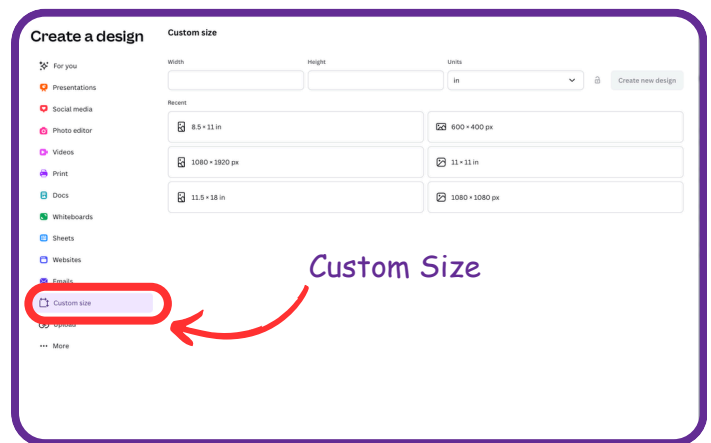 Create a design
For you
Presentations
Social media
Photo editor
Videos
Print
Docs
Whiteboards
Sheets
Websites
Emails
Custom size
Upload
More
Custom size
Width
Height
Units
in
Create new design
Recent
8.5 × 11 in
600 × 400 px
1080 × 1920 px
11 × 11 in
11.5 × 18 in
1080 × 1080 px
Custom Size